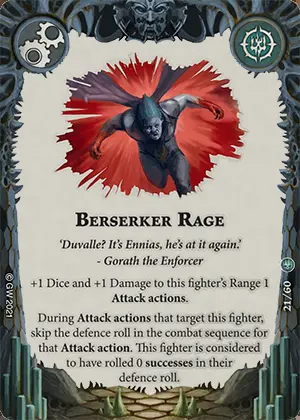 BERSERKER RAGE
'Duvalle? It's Ennias, he's at it again.'
- Gorath the Enforcer
+1 Dice and +1 Damage to this fighter's Range 1
Attack actions.
During Attack actions that target this fighter,
skip the defence roll in the combat sequence for
that Attack action. This fighter is considered
to have rolled 0 successes in their
defence roll.
© GW 2021
21/60